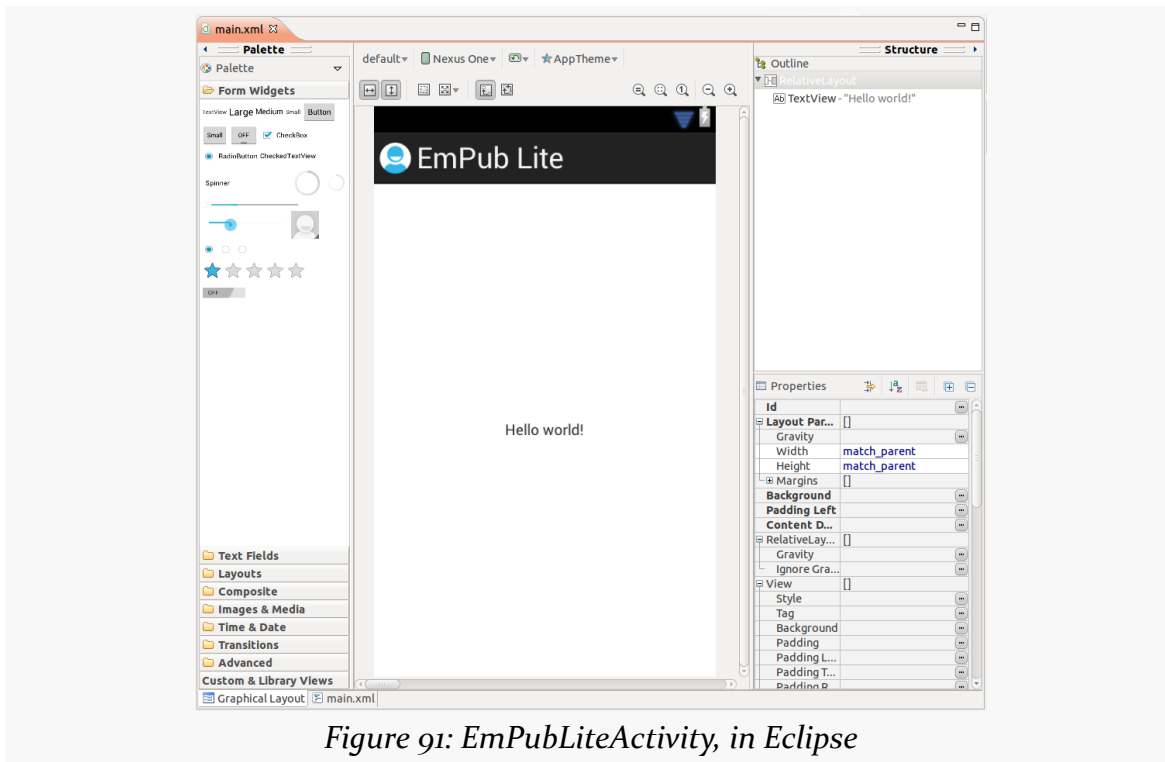 main.xml
Palette
Palette
Form Widgets
TextView Large Medium Small Button
Small OFF CheckBox
RadioButton CheckedTextView
Spinner
OFF
Text Fields
Layouts
Composite
Images & Media
Time & Date
Transitions
Advanced
Custom & Library Views
Graphical Layout main.xml
default Nexus One AppTheme
EmPub Lite
Hello world!
Structure
Outline
RelativeLayout
Ab TextView - "Hello world!"
Properties
Id
Layout Par... []
Gravity
Width match_parent
Height match_parent
Margins []
Background
Padding Left
Content D...
RelativeLay... []
Gravity
Ignore Gra...
View []
Style
Tag
Background
Padding
Padding L...
Padding T...
Padding R
Figure 91: EmPubLiteActivity, in Eclipse